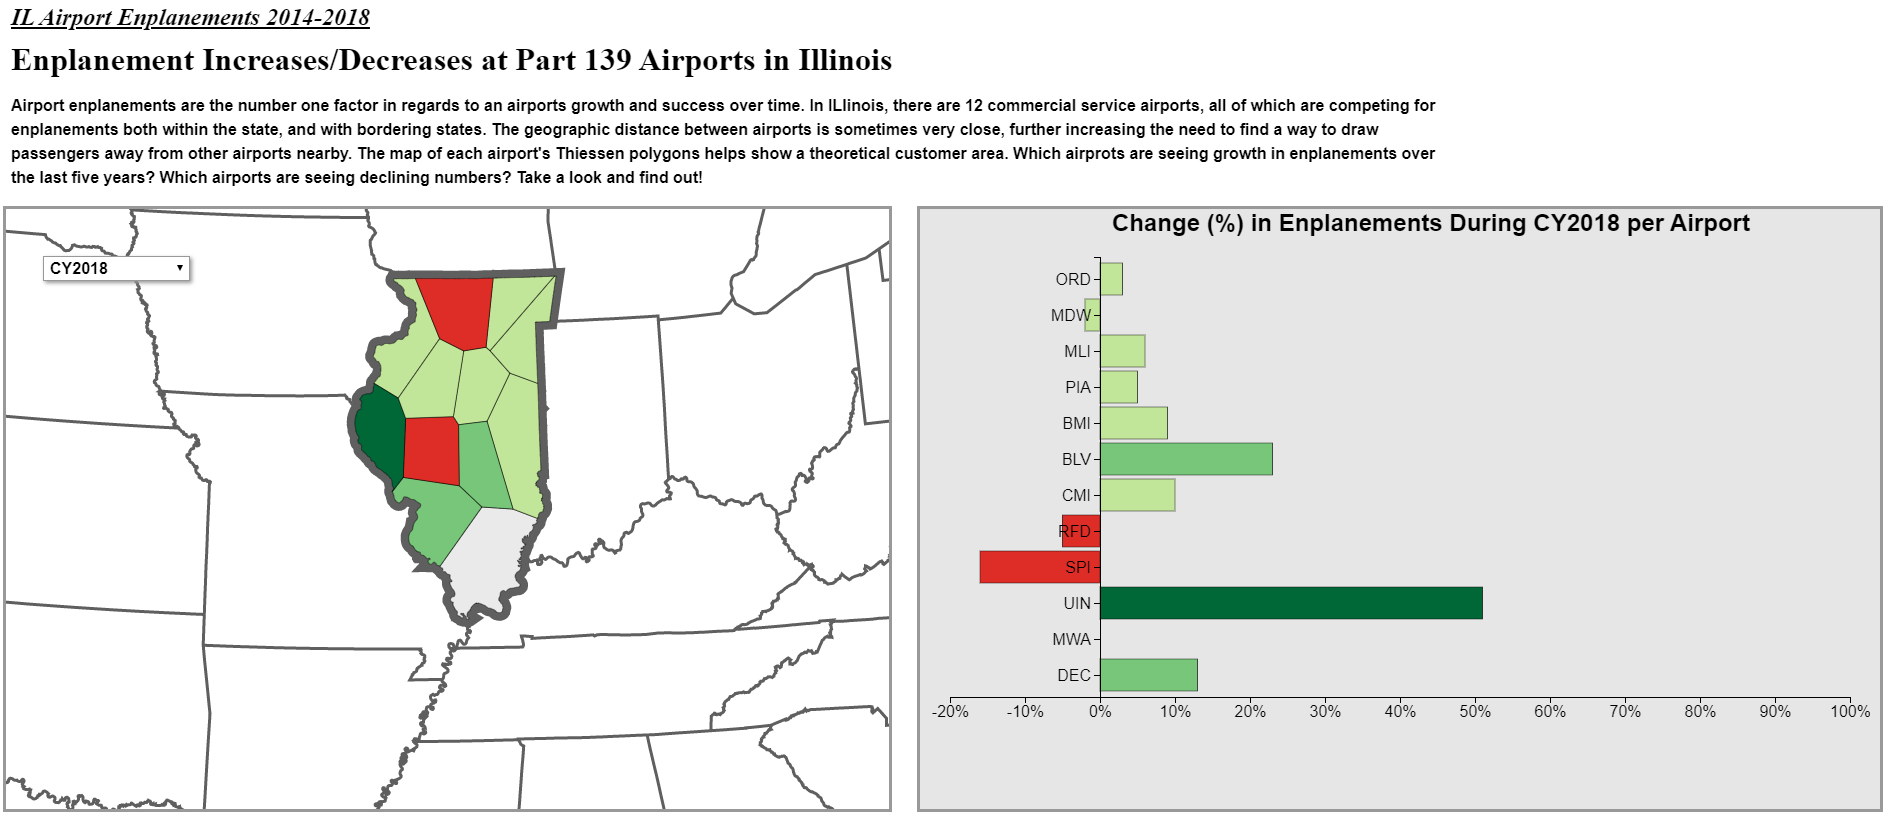 IL Airport Enplanements 2014-2018
Enplanement Increases/Decreases at Part 139 Airports in Illinois
Airport enplanements are the number one factor in regards to an airports growth and success over time. In ILlinois, there are 12 commercial service airports, all of which are competing for
enplanements both within the state, and with bordering states. The geographic distance between airports is sometimes very close, further increasing the need to find a way to draw
passengers away from other airports nearby. The map of each airport's Thiessen polygons helps show a theoretical customer area. Which airprots are seeing growth in enplanements over
the last five years? Which airports are seeing declining numbers? Take a look and find out!
CY2018
Change (%) in Enplanements During CY2018 per Airport
ORD
MDW
MLI
PIA
BMI
BLV
CMI
RFD
SPI
UIN
MWA
DEC
-20% -10% 0% 10% 20% 30% 40% 50% 60% 70% 80% 90% 100%